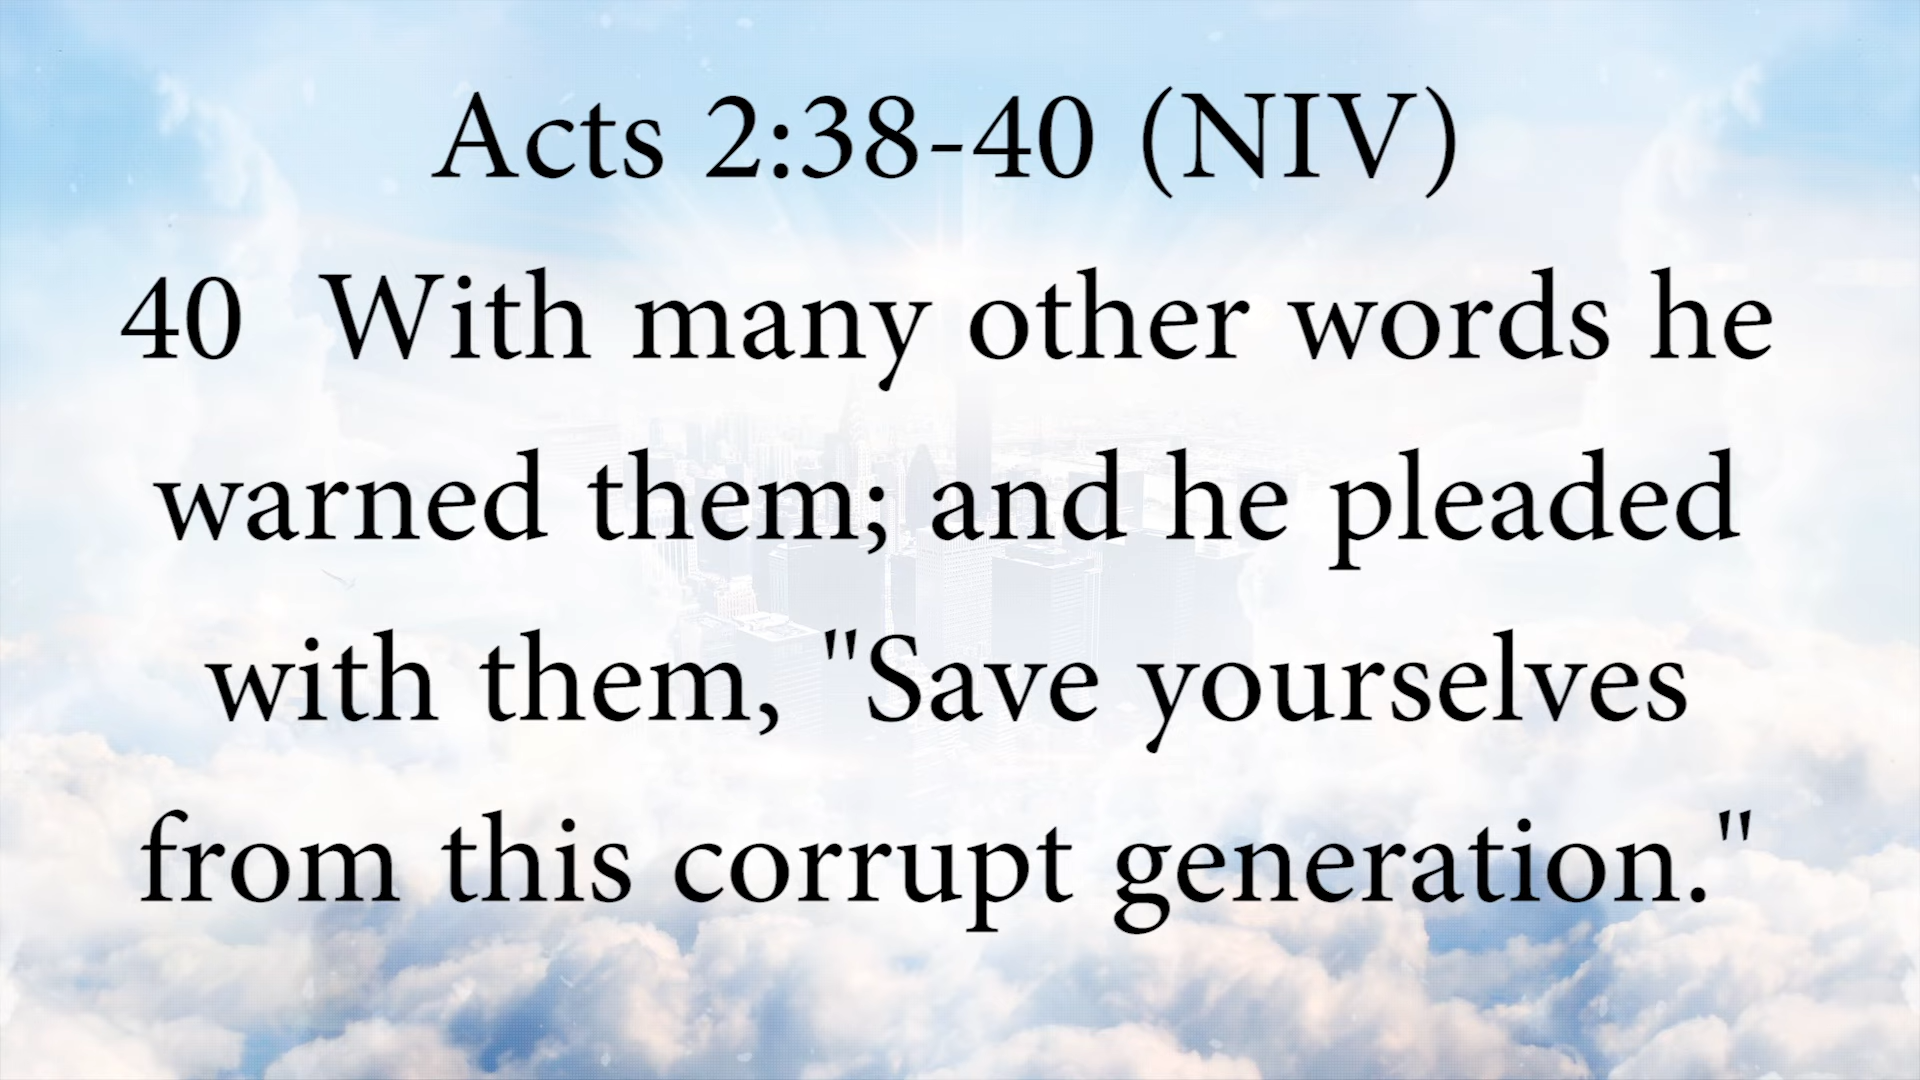 Acts 2:38-40 (NIV)
40 With many other words he
warned them; and he pleaded
with them, "Save yourselves
from this corrupt generation."